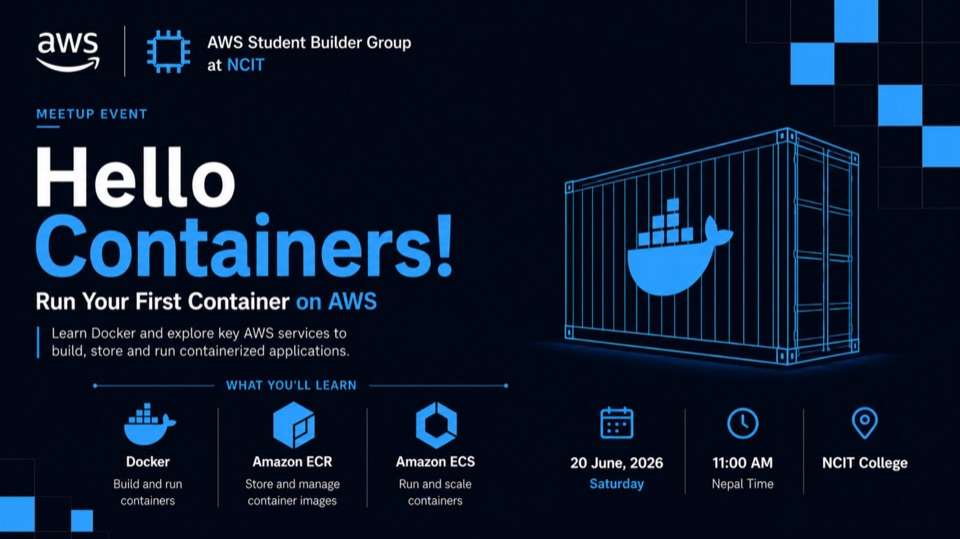 aws
AWS Student Builder Group
at NCIT
MEETUP EVENT
Hello
Containers!
Run Your First Container on AWS
Learn Docker and explore key AWS services to
build, store and run containerized applications.
WHAT YOU'LL LEARN
Docker
Build and run
containers
Amazon ECR
Store and manage
container images
Amazon ECS
Run and scale
containers
20 June, 2026
Saturday
11:00 AM
Nepal Time
NCIT College